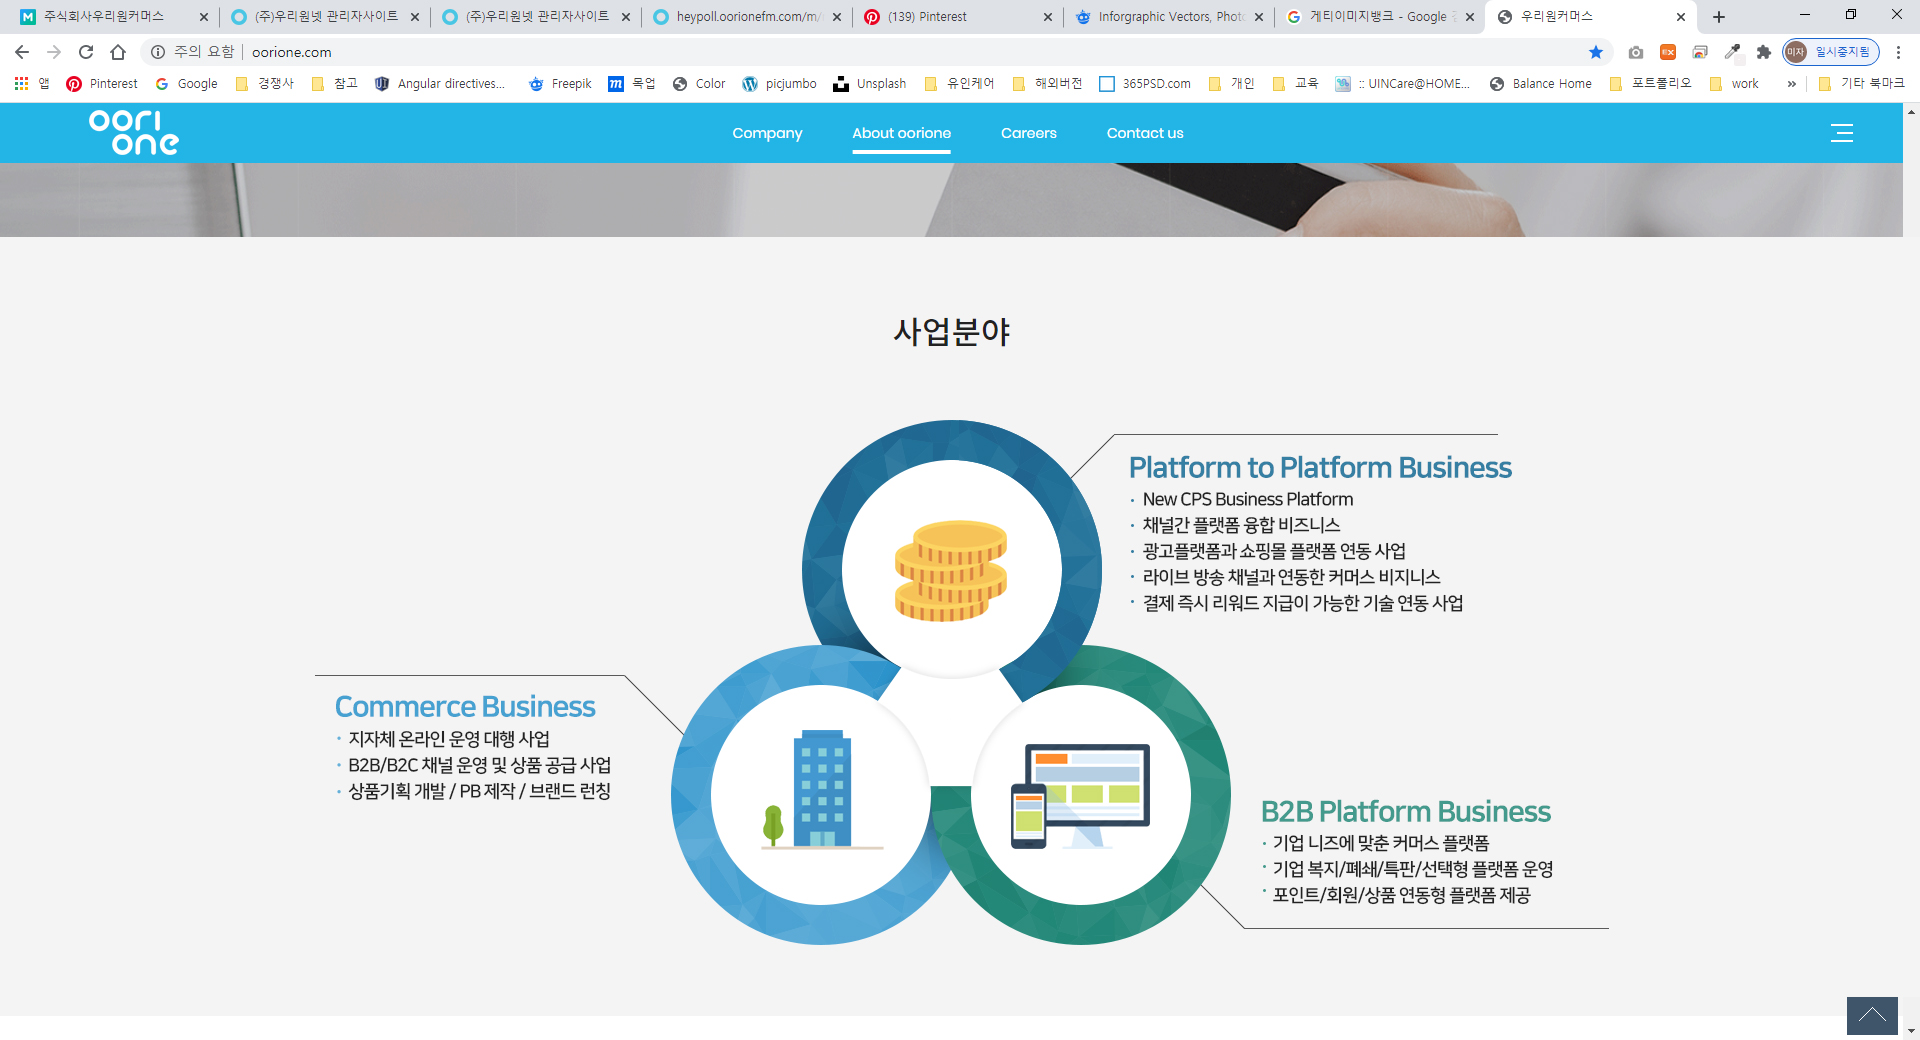 주식회사우리원커머스
(주)우리원넷 관리자사이트
(주)우리원넷 관리자사이트
heypoll.oorionefm.com/m/
(139) Pinterest
Inforgraphic Vectors, Photo
게티이미지뱅크 - Google
우리원커머스
주의 요함
oorione.com
일시중지됨
앱
Pinterest
Google
경쟁사
참고
Angular directives...
Freepik
목업
Color
picjumbo
Unsplash
유인케어
해외버전
365PSD.com
개인
교육
:: UINCare@HOME...
Balance Home
포트폴리오
work
기타 북마크
oori
one
Company
About oorione
Careers
Contact us
사업분야
Platform to Platform Business
· New CPS Business Platform
· 채널간 플랫폼 융합 비즈니스
· 광고플랫폼과 쇼핑몰 플랫폼 연동 사업
· 라이브 방송 채널과 연동한 커머스 비지니스
· 결제 즉시 리워드 지급이 가능한 기술 연동 사업
Commerce Business
· 지자체 온라인 운영 대행 사업
· B2B/B2C 채널 운영 및 상품 공급 사업
· 상품기획 개발 / PB 제작 / 브랜드 런칭
B2B Platform Business
· 기업 니즈에 맞춘 커머스 플랫폼
· 기업 복지/폐쇄/특판/선택형 플랫폼 운영
· 포인트/회원/상품 연동형 플랫폼 제공